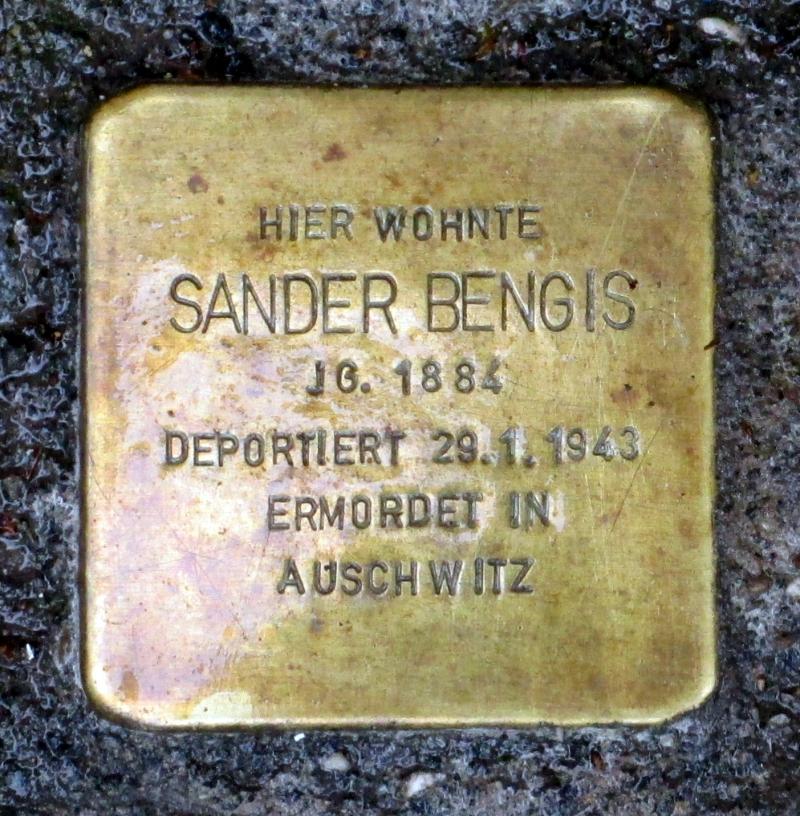 HIER WOHNTE
SANDER BENGIS
JG. 1884
DEPORTIERT 29.1.1943
ERMORDET IN
AUSCHWITZ